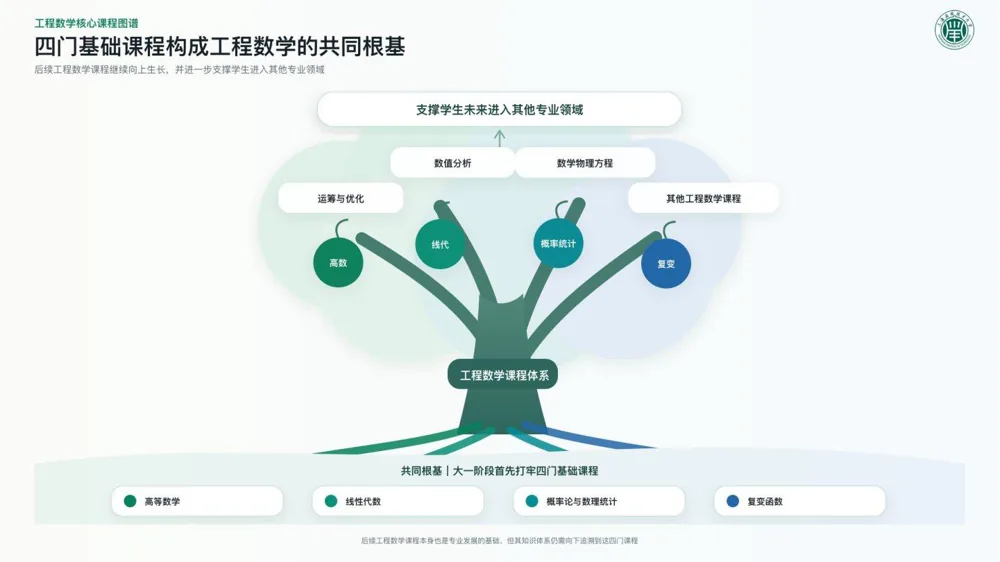 工程数学核心课程图谱
四门基础课程构成工程数学的共同根基
后续工程数学课程继续向上生长，并进一步支撑学生进入其他专业领域
支撑学生未来进入其他专业领域
数值分析
数学物理方程
运筹与优化
其他工程数学课程
高数
线代
概率统计
复变
工程数学课程体系
共同根基｜大一阶段首先打牢四门基础课程
高等数学
线性代数
概率论与数理统计
复变函数
后续工程数学课程本身也是专业发展的基础，但其知识体系仍需向下追溯到这四门课程